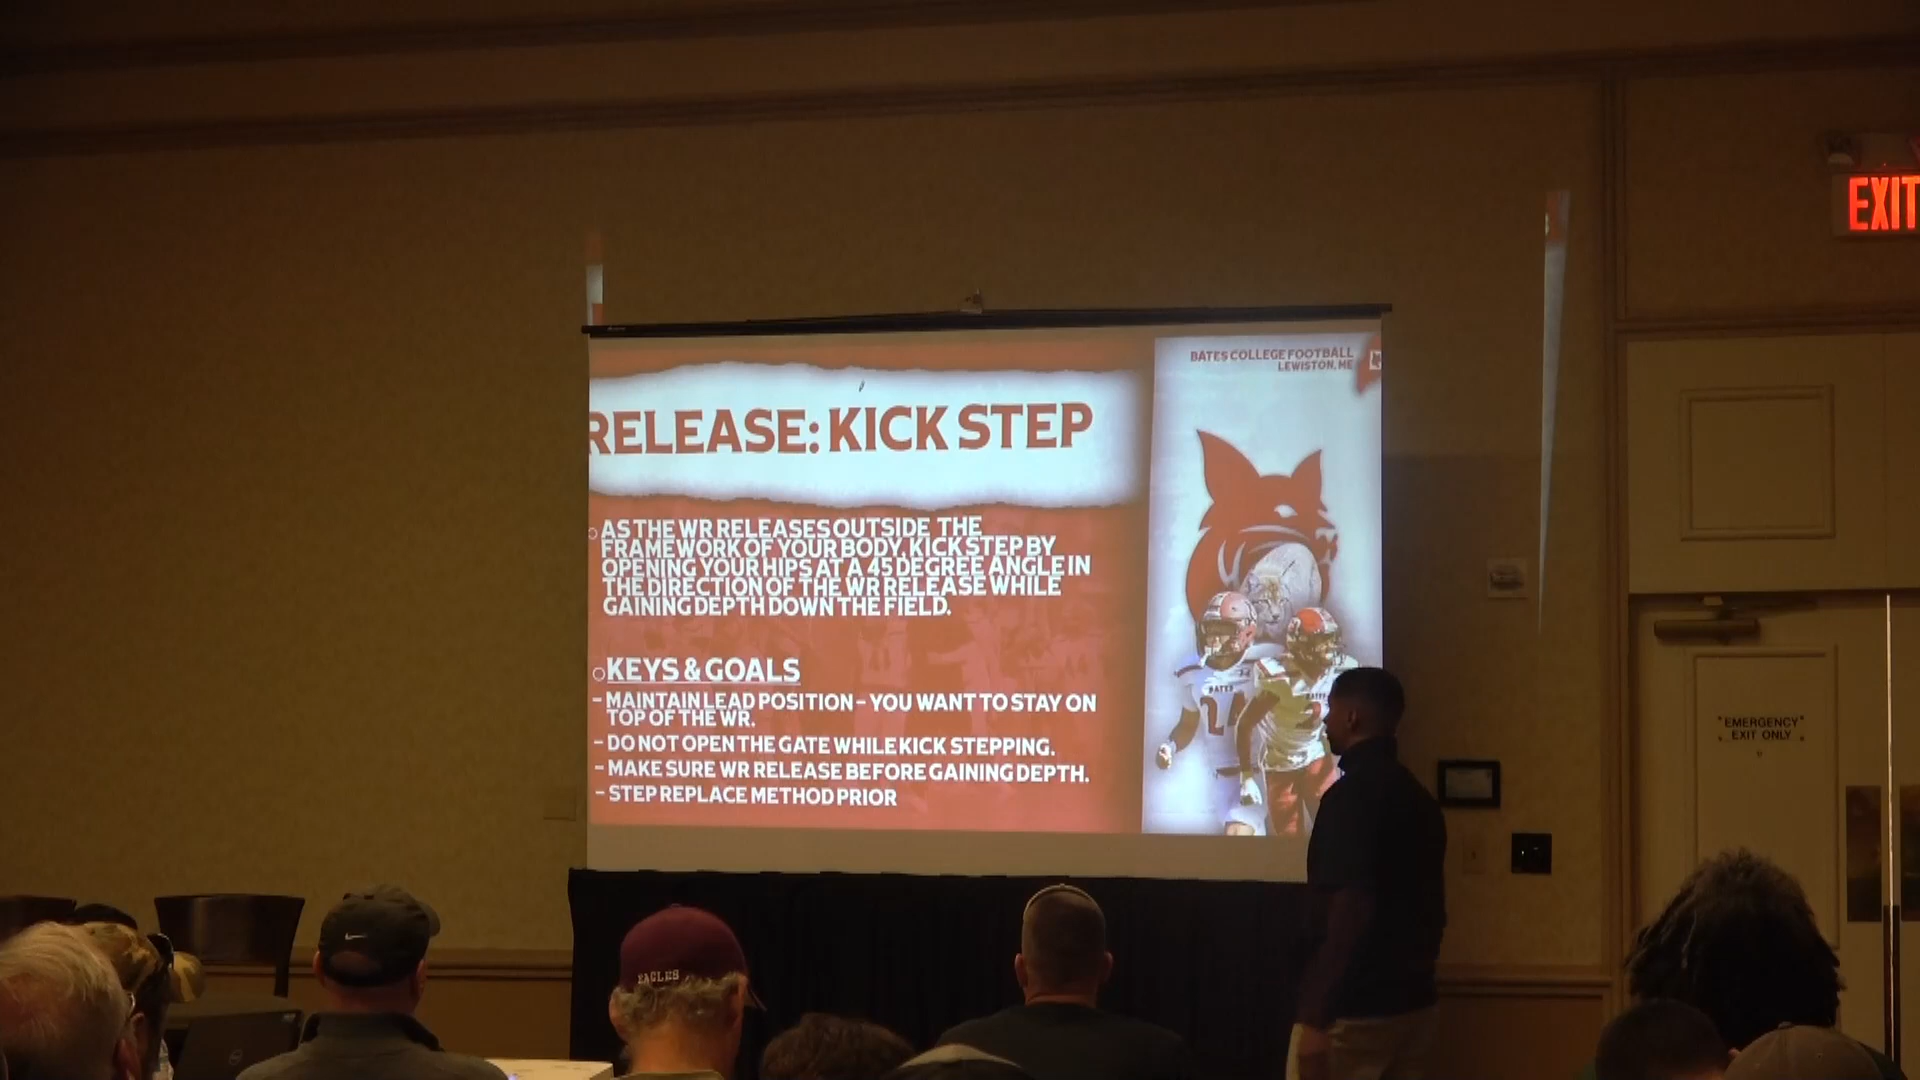 EXIT
BATES COLLEGE FOOTBALL
LEWISTON, ME
RELEASE: KICK STEP
AS THE WR RELEASES OUTSIDE THE
FRAMEWORK OF YOUR BODY, KICK STEP BY
OPENING YOUR HIPS AT A 45 DEGREE ANGLE IN
THE DIRECTION OF THE WR RELEASE WHILE
GAINING DEPTH DOWN THE FIELD.
KEYS & GOALS
- MAINTAIN LEAD POSITION – YOU WANT TO STAY ON
TOP OF THE WR.
- DO NOT OPEN THE GATE WHILE KICK STEPPING.
- MAKE SURE WR RELEASE BEFORE GAINING DEPTH.
- STEP REPLACE METHOD PRIOR
BATES
EMERGENCY
EXIT ONLY
EAGLES